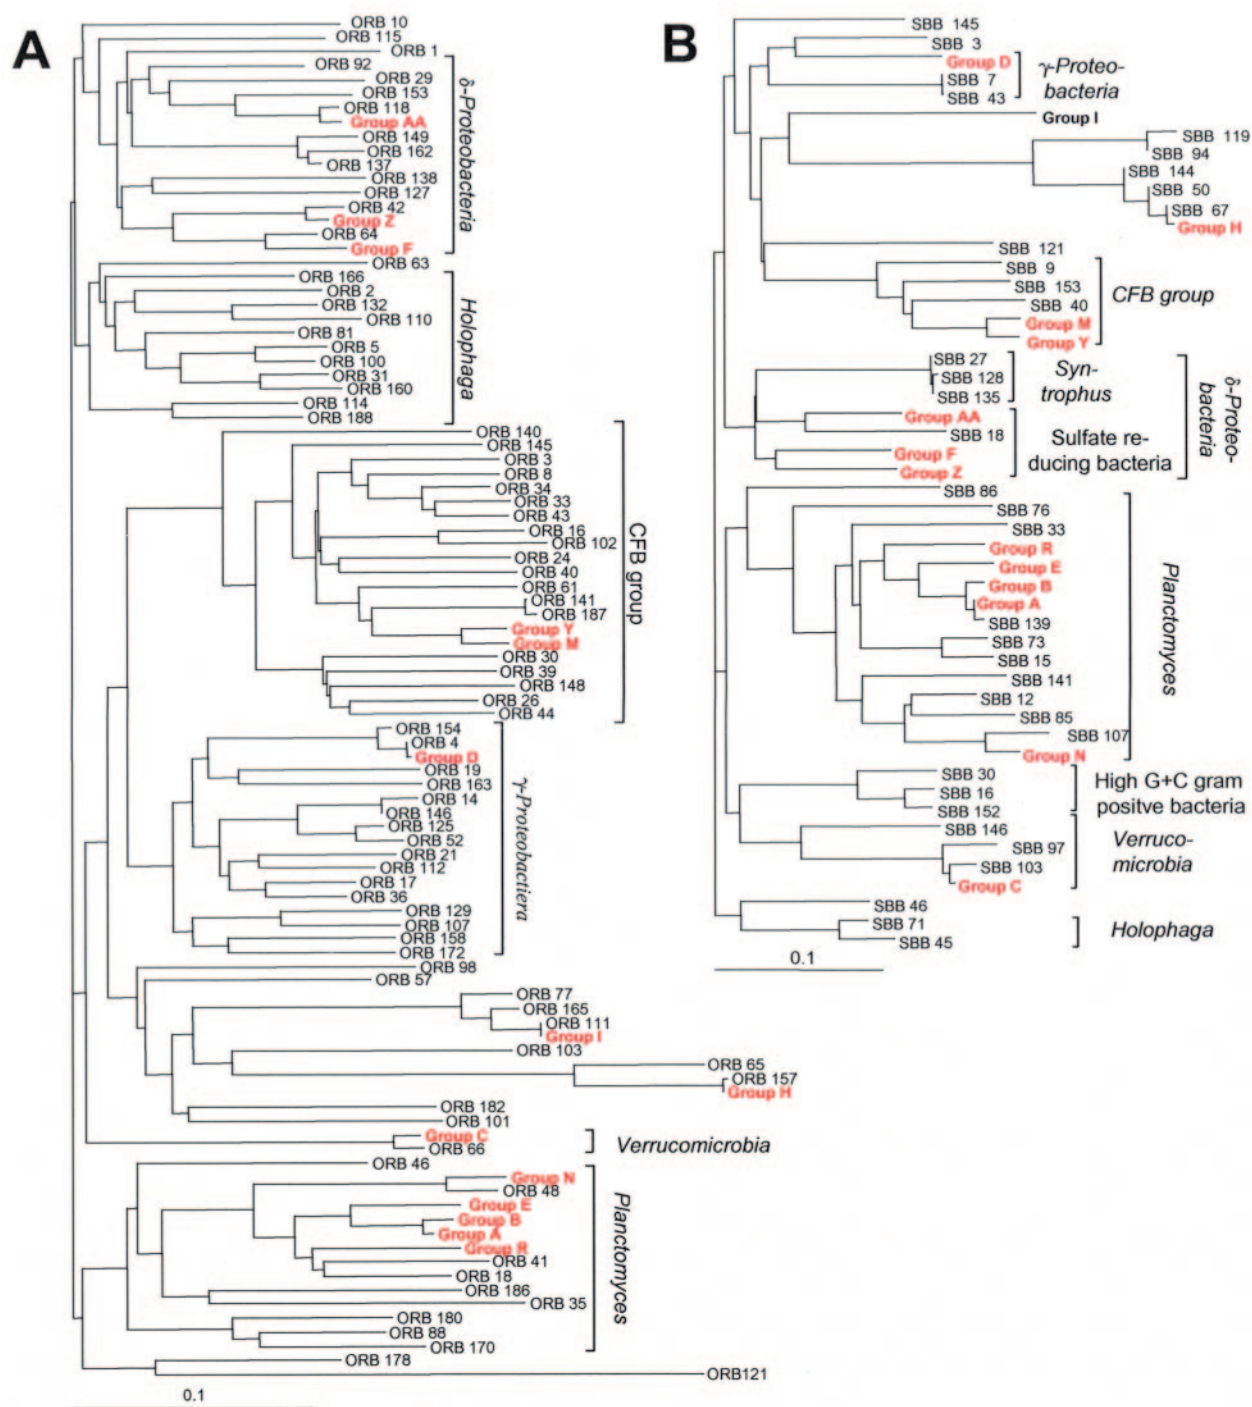 A
ORB 10
ORB 115
ORB 1
ORB 92
ORB 29
ORB 153
ORB 118
Group AA
ORB 149
ORB 162
ORB 137
ORB 138
ORB 127
ORB 42
Group Z
ORB 64
Group F
δ-Proteobacteria
ORB 63
ORB 166
ORB 2
ORB 132
ORB 110
ORB 81
ORB 5
ORB 100
ORB 31
ORB 160
ORB 114
ORB 188
Holophaga
ORB 140
ORB 145
ORB 3
ORB 8
ORB 34
ORB 33
ORB 43
ORB 16
ORB 102
ORB 24
ORB 40
ORB 61
ORB 141
ORB 187
Group Y
Group M
ORB 30
ORB 39
ORB 148
ORB 26
ORB 44
CFB group
ORB 154
ORB 4
Group D
ORB 19
ORB 163
ORB 14
ORB 146
ORB 125
ORB 52
ORB 21
ORB 112
ORB 17
ORB 36
ORB 129
ORB 107
ORB 158
ORB 172
γ-Proteobactiera
ORB 98
ORB 57
ORB 77
ORB 165
ORB 111
Group I
ORB 103
ORB 65
ORB 157
Group H
ORB 182
ORB 101
Group C
ORB 66
Verrucomicrobia
ORB 46
Group N
ORB 48
Group E
Group B
Group A
Group R
ORB 41
ORB 18
ORB 186
ORB 35
ORB 180
ORB 88
ORB 170
Planctomyces
ORB 178
ORB121
0.1
B
SBB 145
SBB 3
Group D
SBB 7
SBB 43
γ-Proteo-
bacteria
Group I
SBB 119
SBB 94
SBB 144
SBB 50
SBB 67
Group H
SBB 121
SBB 9
SBB 153
SBB 40
Group M
Group Y
CFB group
SBB 27
SBB 128
SBB 135
Syn-
trophus
Group AA
SBB 18
Group F
Group Z
Sulfate re-
ducing bacteria
δ-Proteo-
bacteria
SBB 86
SBB 76
SBB 33
Group R
Group E
Group B
Group A
SBB 139
SBB 73
SBB 15
SBB 141
SBB 12
SBB 85
SBB 107
Group N
Planctomyces
SBB 30
SBB 16
SBB 152
High G+C gram
positve bacteria
SBB 146
SBB 97
SBB 103
Group C
Verruco-
microbia
SBB 46
SBB 71
SBB 45
Holophaga
0.1